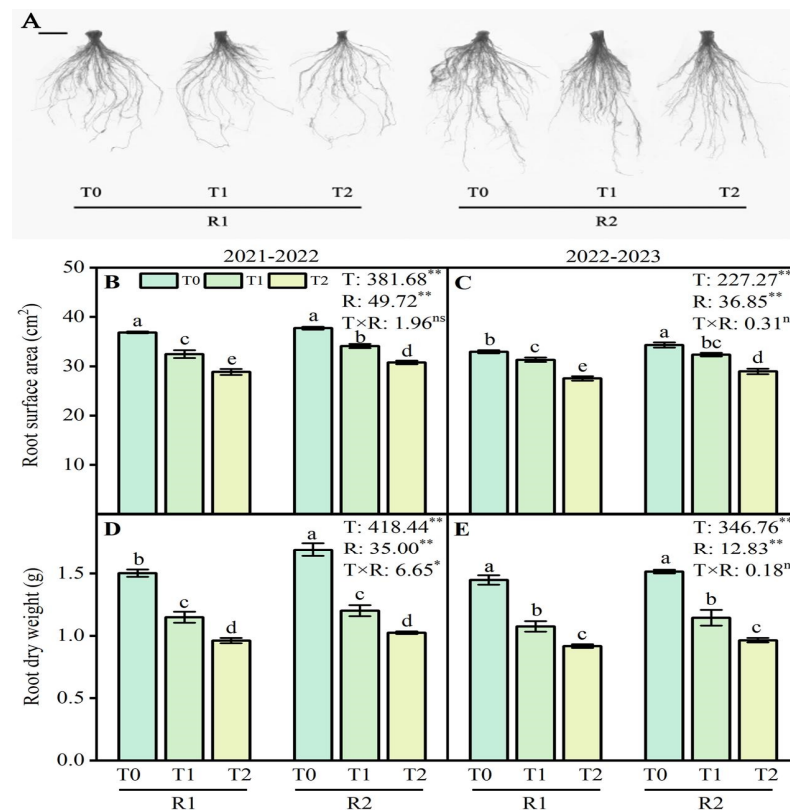 A
T0 T1 T2 T0 T1 T2
R1 R2
2021-2022 2022-2023
B T0 T1 T2 T: 381.68** C T: 227.27**
R: 49.72** R: 36.85**
T×R: 1.96ns T×R: 0.31n
50
40
30
20
10
Root surface area (cm²)
a c e a b d b c e a bc d
D T: 418.44** E T: 346.76**
R: 35.00** R: 12.83**
T×R: 6.65* T×R: 0.18n
1.5
1.0
0.5
0.0
Root dry weight (g)
b c d a c d a b c a b c
T0 T1 T2 T0 T1 T2 T0 T1 T2 T0 T1 T2
R1 R2 R1 R2